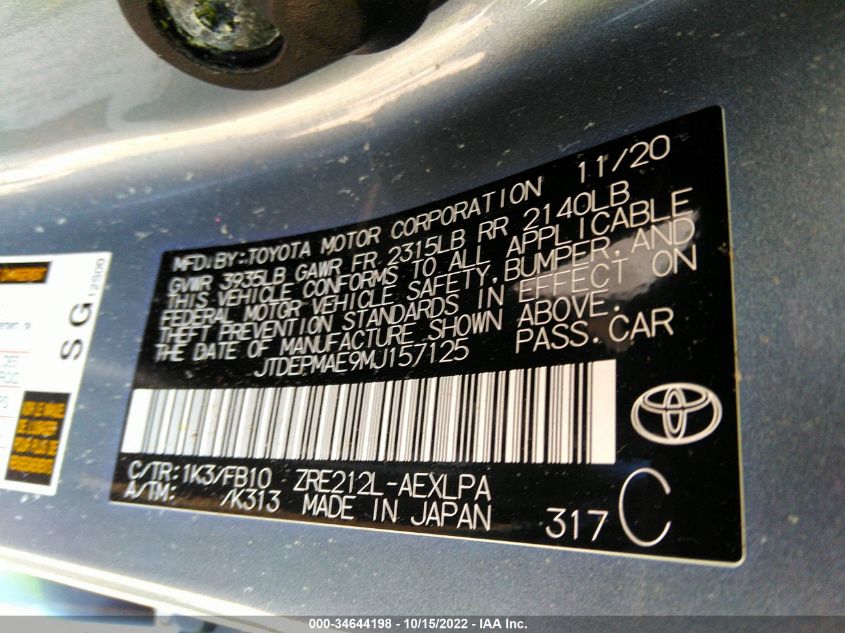 MFD. BY: TOYOTA MOTOR CORPORATION 11/20
GVWR 3935LB GAWR FR 2315LB RR 2140LB
THIS VEHICLE CONFORMS TO ALL APPLICABLE
FEDERAL MOTOR VEHICLE SAFETY, BUMPER, AND
THEFT PREVENTION STANDARDS IN EFFECT ON
THE DATE OF MANUFACTURE SHOWN ABOVE.
JTDEPMAE9MJ157125 PASS. CAR
C/TR: 1K3/FB10 ZRE212L-AEXLPA
A/TM: /K313 MADE IN JAPAN 317 C
SG
000-34644198 - 10/15/2022 - IAA Inc.